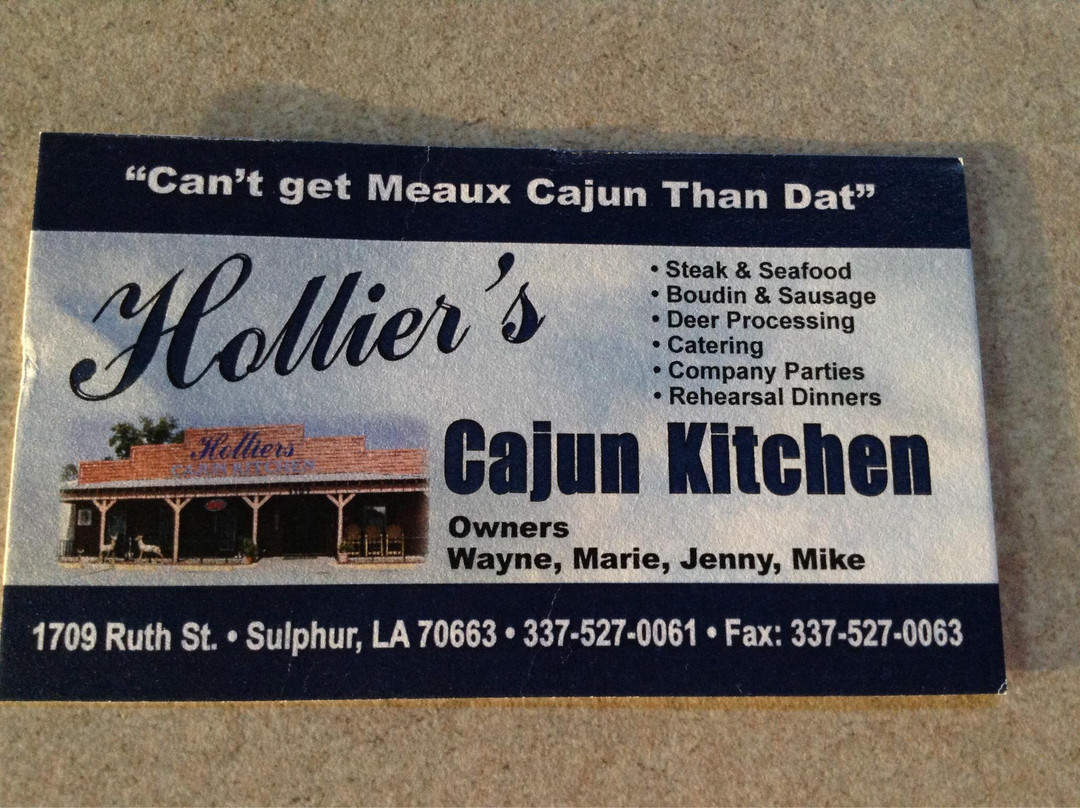 “Can’t get Meaux Cajun Than Dat”
Hollier’s
• Steak & Seafood
• Boudin & Sausage
• Deer Processing
• Catering
• Company Parties
• Rehearsal Dinners
Holliers
CAJUN KITCHEN
Cajun Kitchen
Owners
Wayne, Marie, Jenny, Mike
1709 Ruth St. • Sulphur, LA 70663 • 337-527-0061 • Fax: 337-527-0063